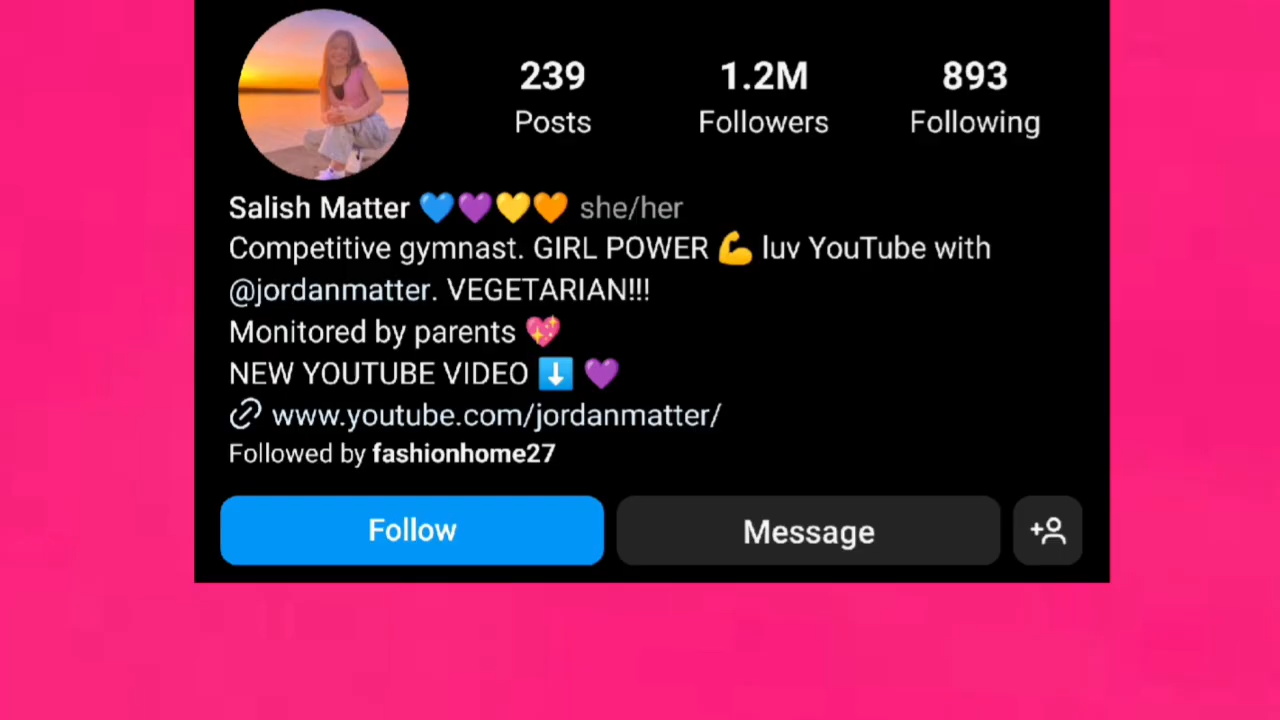 239 1.2M 893
Posts Followers Following
Salish Matter 💙💜💛🧡 she/her
Competitive gymnast. GIRL POWER 💪 luv YouTube with
@jordanmatter. VEGETARIAN!!!
Monitored by parents 💖
NEW YOUTUBE VIDEO ⬇️ 💜
www.youtube.com/jordanmatter/
Followed by fashionhome27
Follow Message